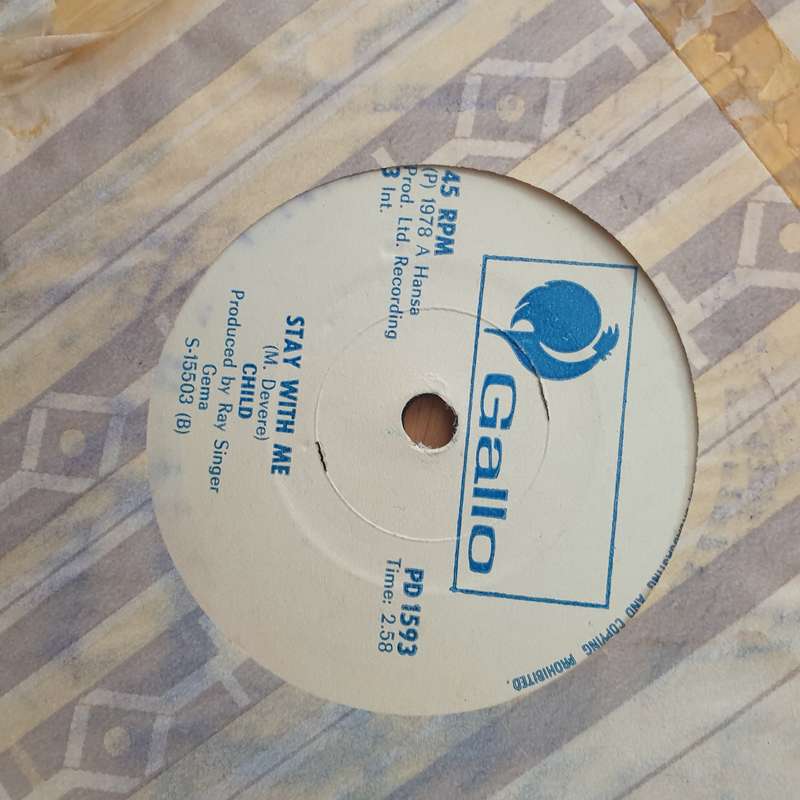 Gallo
45 RPM
(P) 1978 A Hansa
Prod. Ltd. Recording
3 Int.
PD 1593
Time: 2.58
STAY WITH ME
(M. Devere)
CHILD
Produced by Ray Singer
Gema
S-15503 (B)
AND COPYING PROHIBITED.